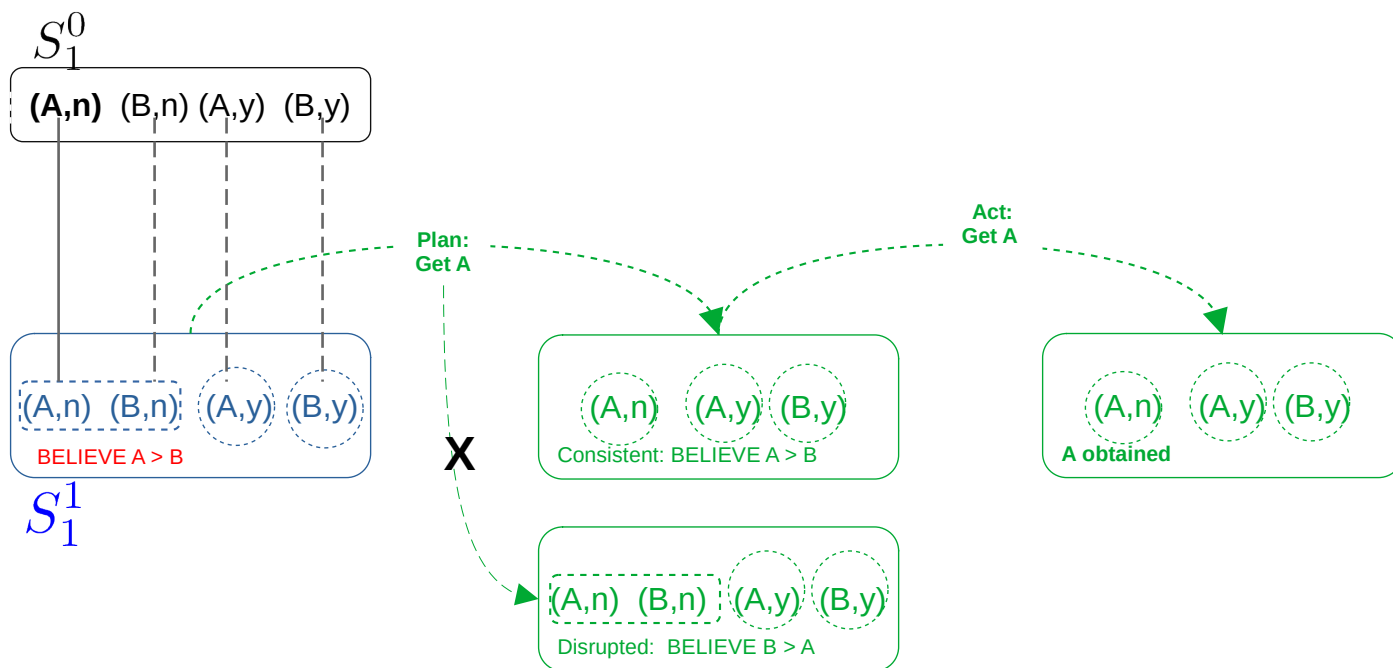 S_1^0
(A,n) (B,n) (A,y) (B,y)
Plan:
Get A
Act:
Get A
(A,n) (B,n) (A,y) (B,y)
BELIEVE A > B
S_1^1
(A,n) (A,y) (B,y)
Consistent: BELIEVE A > B
(A,n) (A,y) (B,y)
A obtained
X
(A,n) (B,n) (A,y) (B,y)
Disrupted: BELIEVE B > A